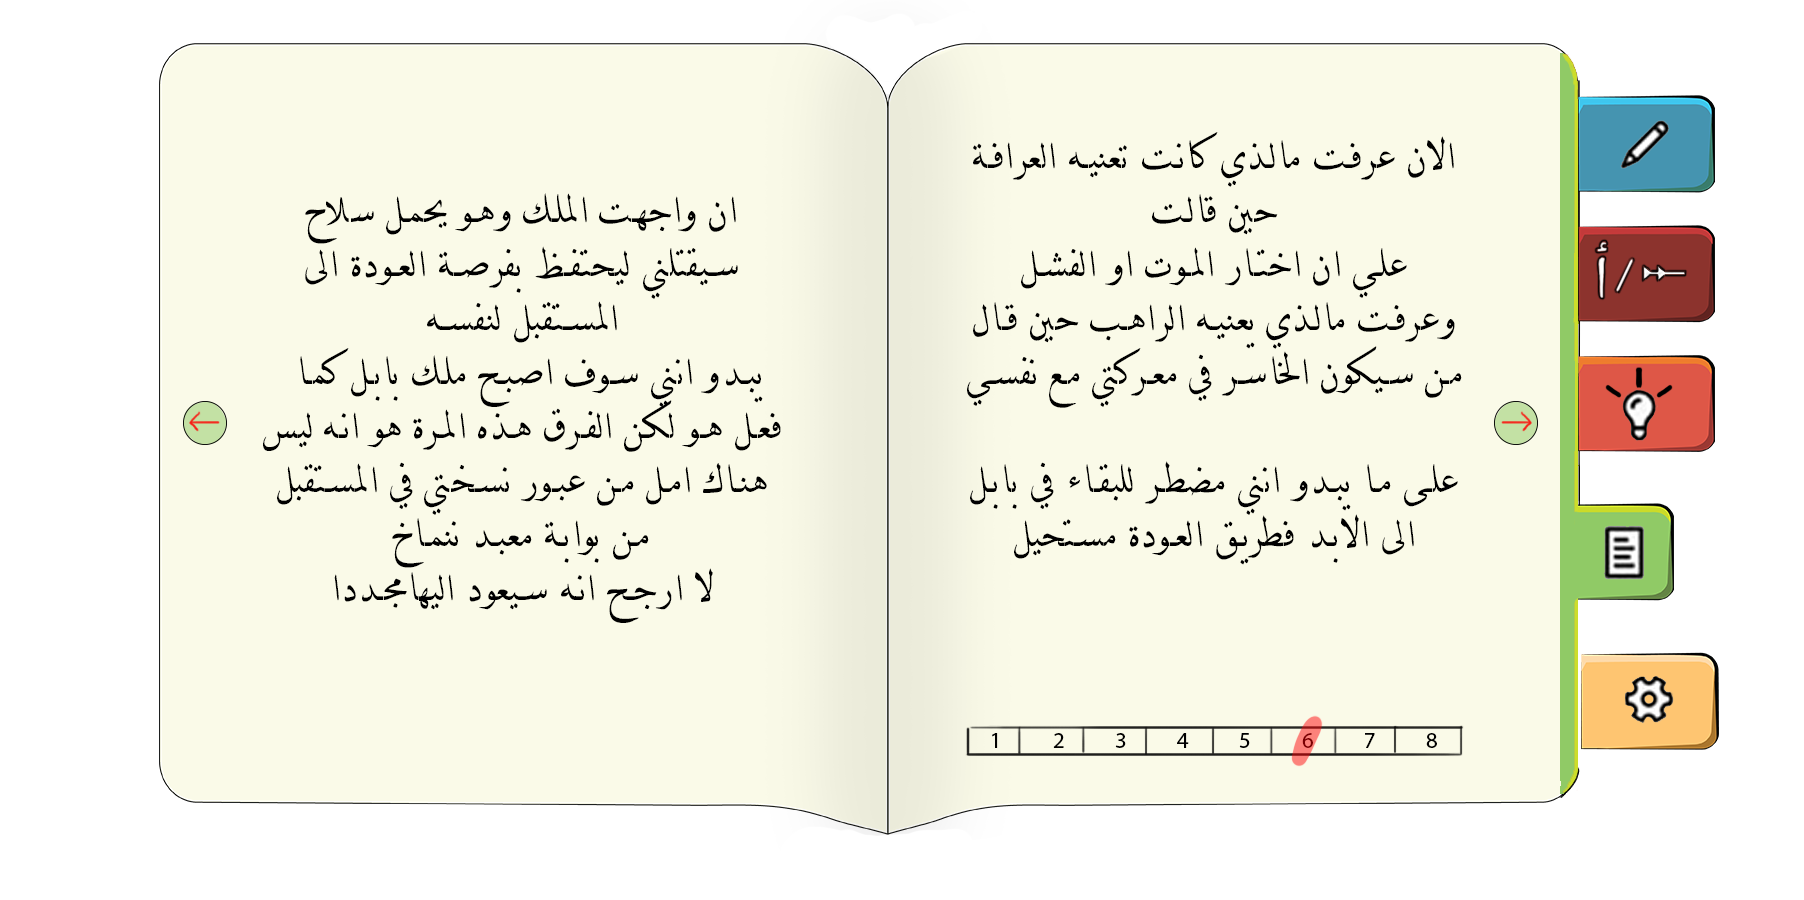 الان عرفت مالذي كانت تعنيه العرافة
حين قالت
علي ان اختار الموت او الفشل
وعرفت مالذي يعنيه الراهب حين قال
من سيكون الخاسر في معركتي مع نفسي
على ما يبدو انني مضطر للبقاء في بابل
الى الابد فطريق العودة مستحيل
1 2 3 4 5 6 7 8
ان واجهت الملك وهو يحمل سلاح
سيقتلني ليحتفظ بفرصة العودة الى
المستقبل لنفسه
يبدو انني سوف اصبح ملك بابل كما
فعل هو لكن الفرق هذه المرة هو انه ليس
هناك امل من عبور نسختي في المستقبل
من بوابة معبد ننماخ
لا ارجح انه سيعود اليهامجددا
أ /